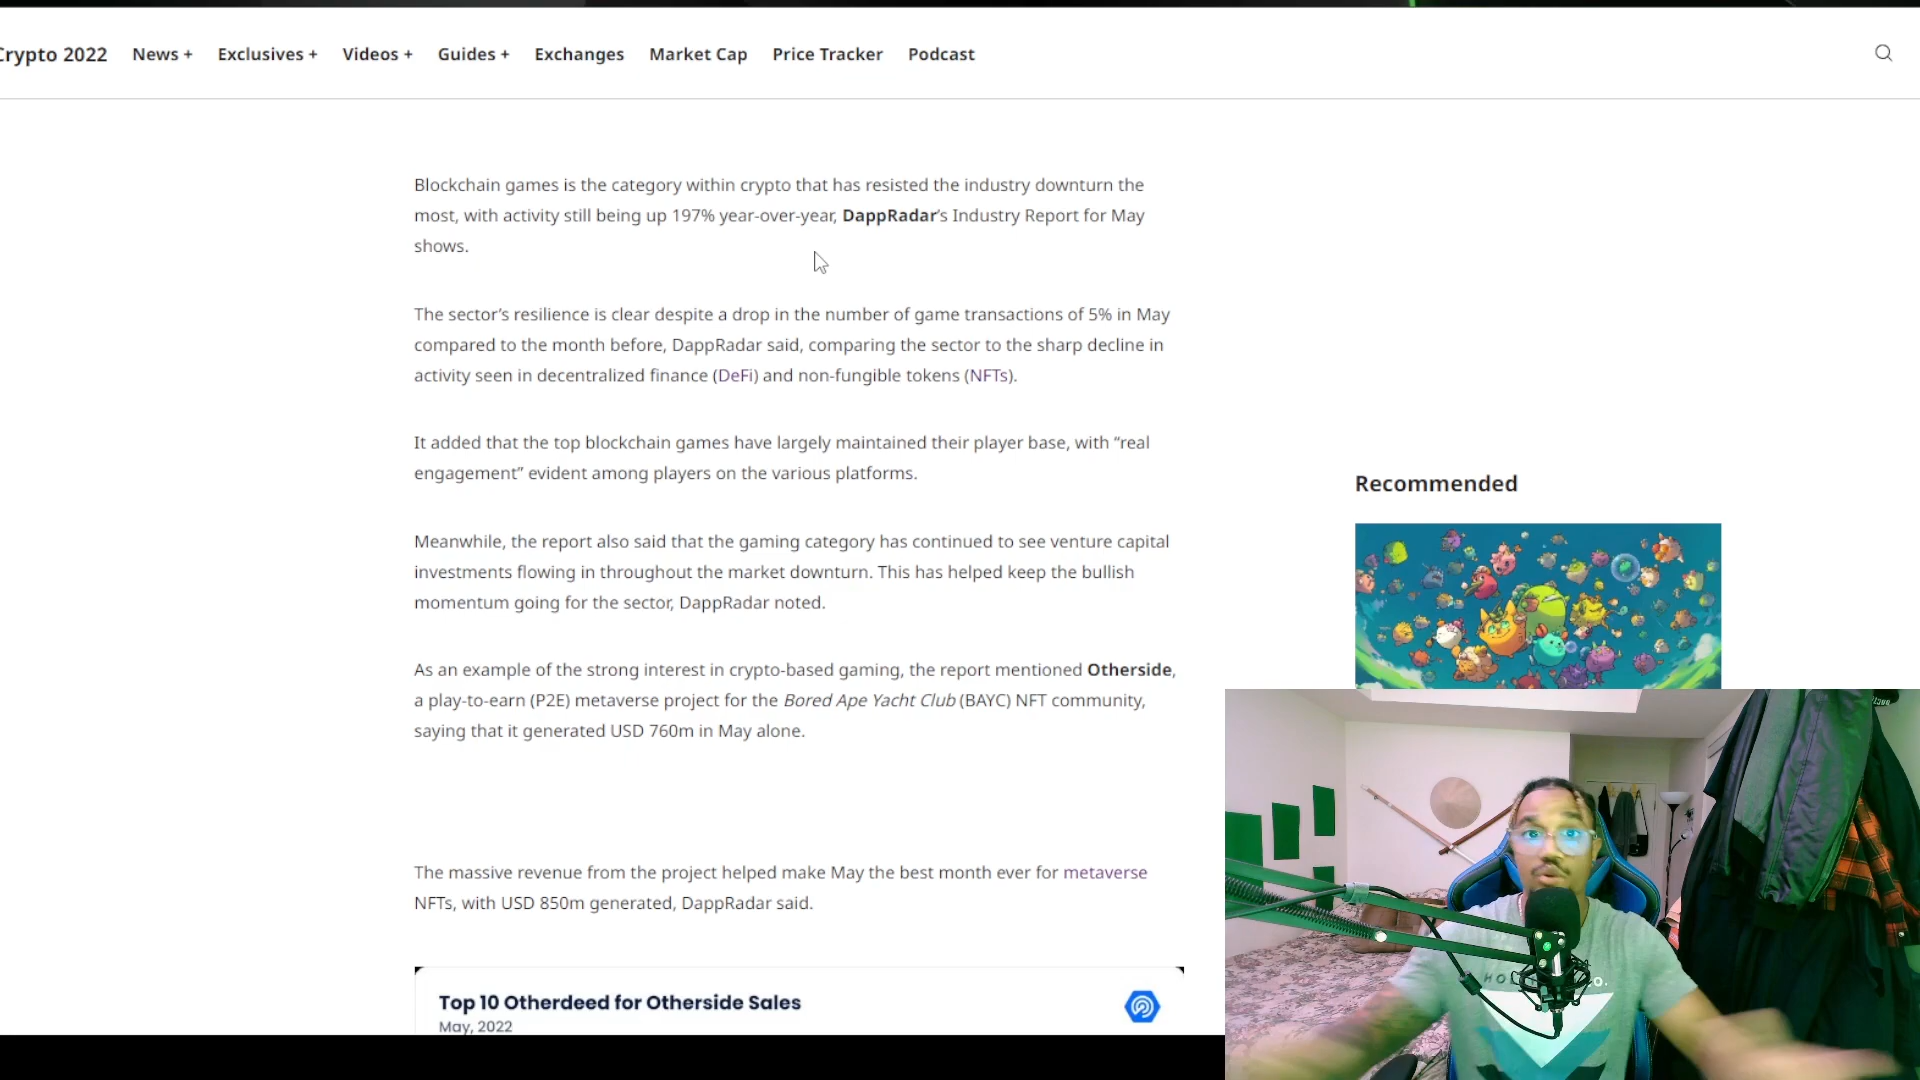 Crypto 2022 News + Exclusives + Videos + Guides + Exchanges Market Cap Price Tracker Podcast
Blockchain games is the category within crypto that has resisted the industry downturn the
most, with activity still being up 197% year-over-year, DappRadar's Industry Report for May
shows.
The sector's resilience is clear despite a drop in the number of game transactions of 5% in May
compared to the month before, DappRadar said, comparing the sector to the sharp decline in
activity seen in decentralized finance (DeFi) and non-fungible tokens (NFTs).
It added that the top blockchain games have largely maintained their player base, with “real
engagement” evident among players on the various platforms.
Meanwhile, the report also said that the gaming category has continued to see venture capital
investments flowing in throughout the market downturn. This has helped keep the bullish
momentum going for the sector, DappRadar noted.
As an example of the strong interest in crypto-based gaming, the report mentioned Otherside,
a play-to-earn (P2E) metaverse project for the Bored Ape Yacht Club (BAYC) NFT community,
saying that it generated USD 760m in May alone.
The massive revenue from the project helped make May the best month ever for metaverse
NFTs, with USD 850m generated, DappRadar said.
Top 10 Otherdeed for Otherside Sales
May, 2022
Recommended